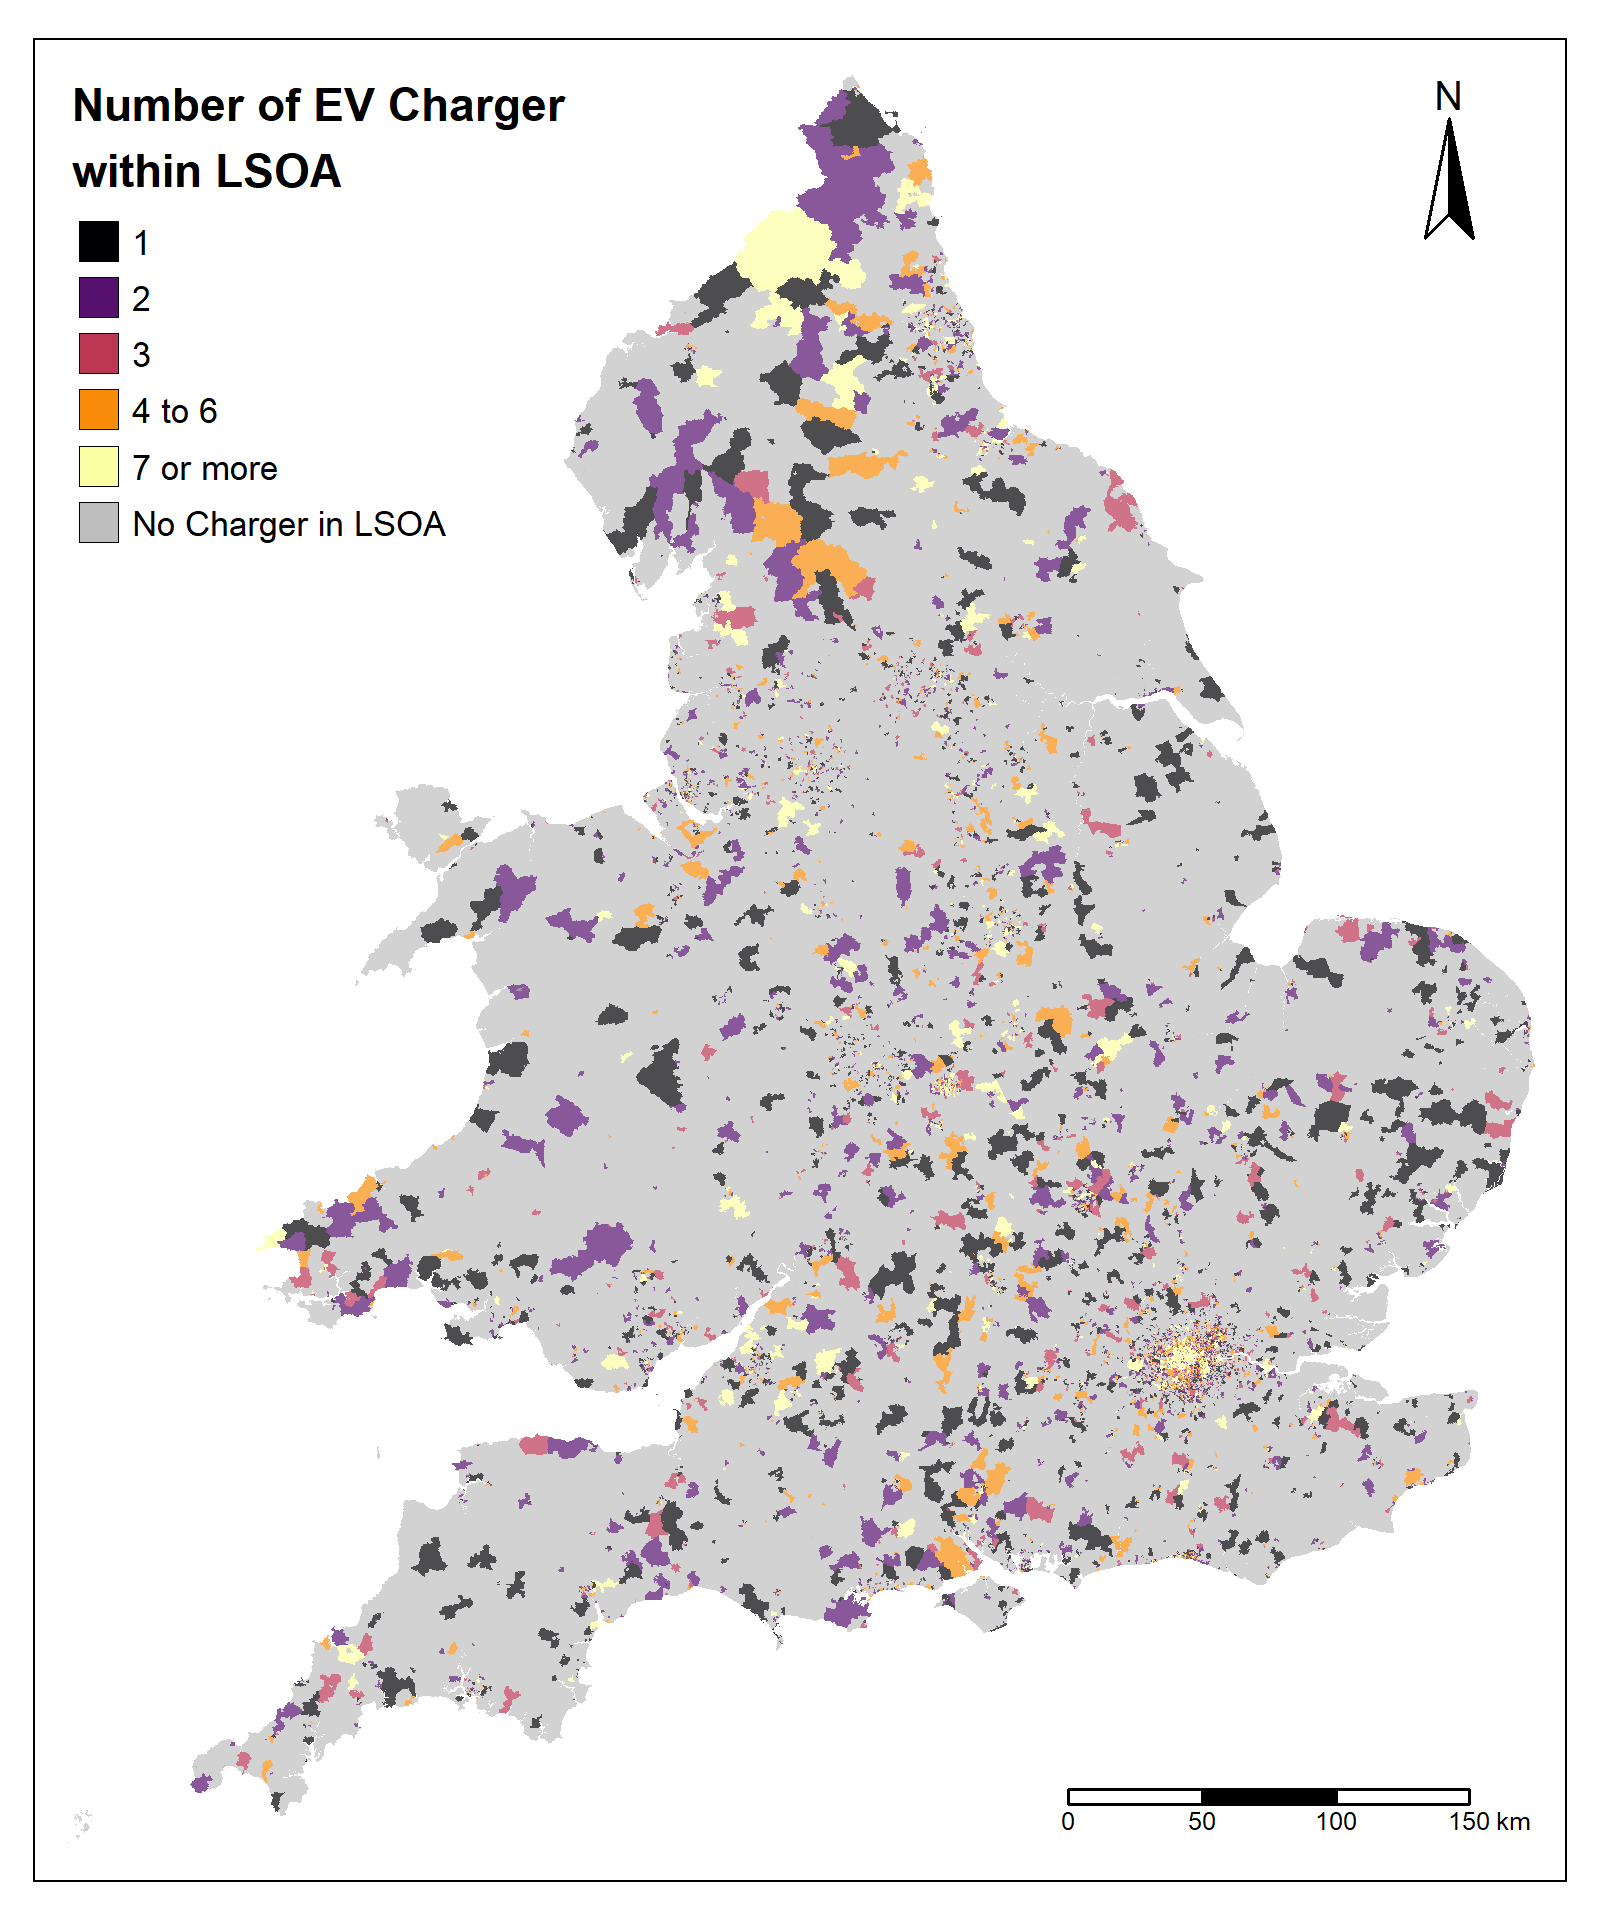 Number of EV Charger
within LSOA
1
2
3
4 to 6
7 or more
No Charger in LSOA
N
0 50 100 150 km